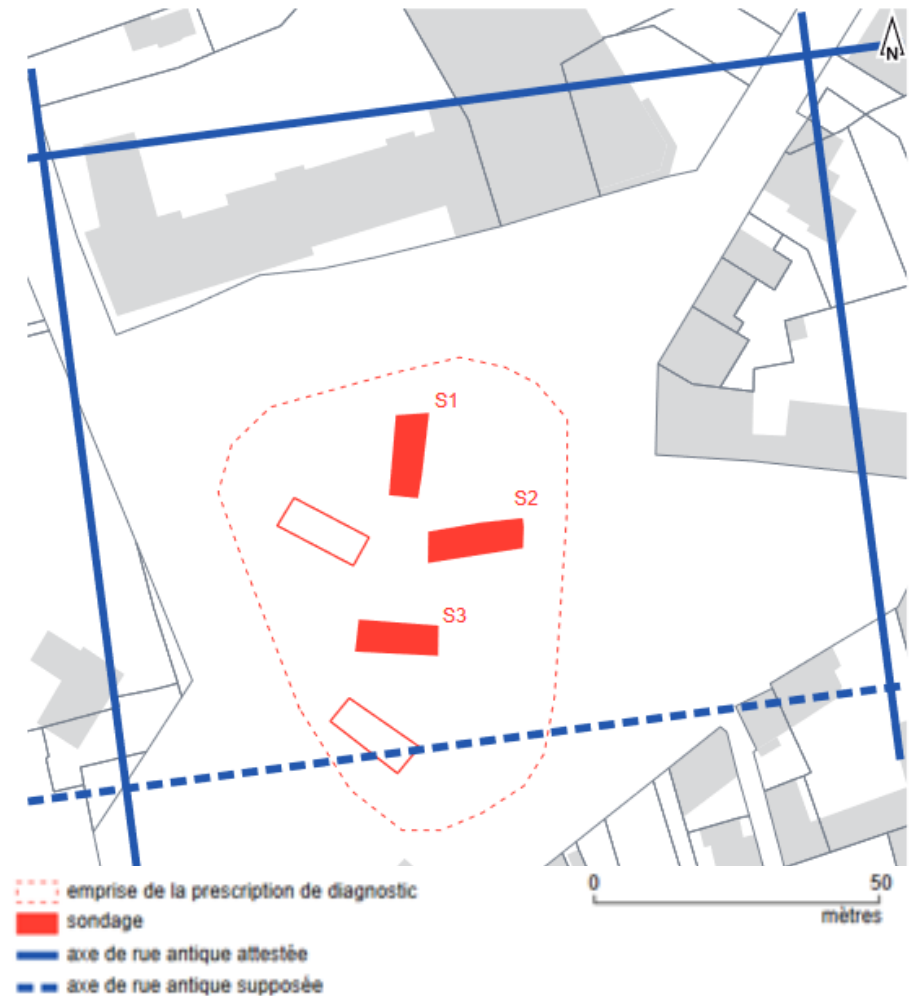 N
S1
S2
S3
emprise de la prescription de diagnostic
sondage
axe de rue antique attestée
axe de rue antique supposée
0 50
mètres